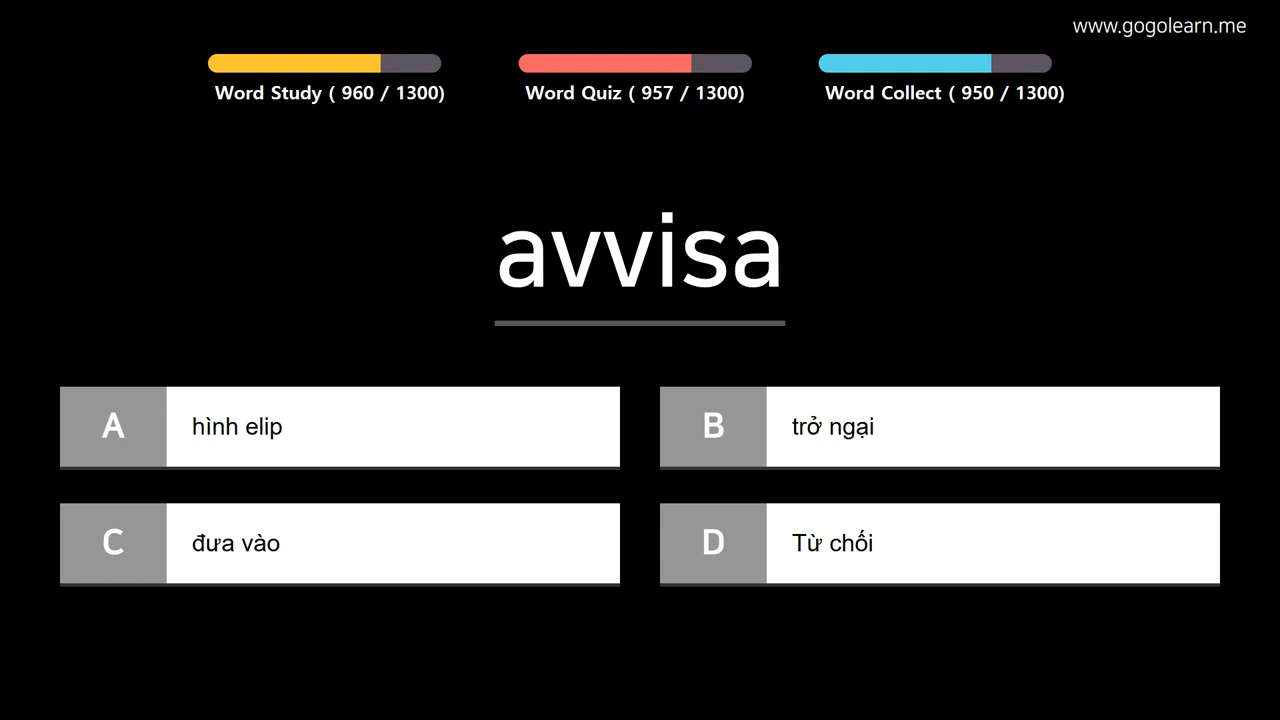 www.gogolearn.me
Word Study ( 960 / 1300)
Word Quiz ( 957 / 1300)
Word Collect ( 950 / 1300)
avvisa
A
hình elip
B
trở ngại
C
đưa vào
D
Từ chối